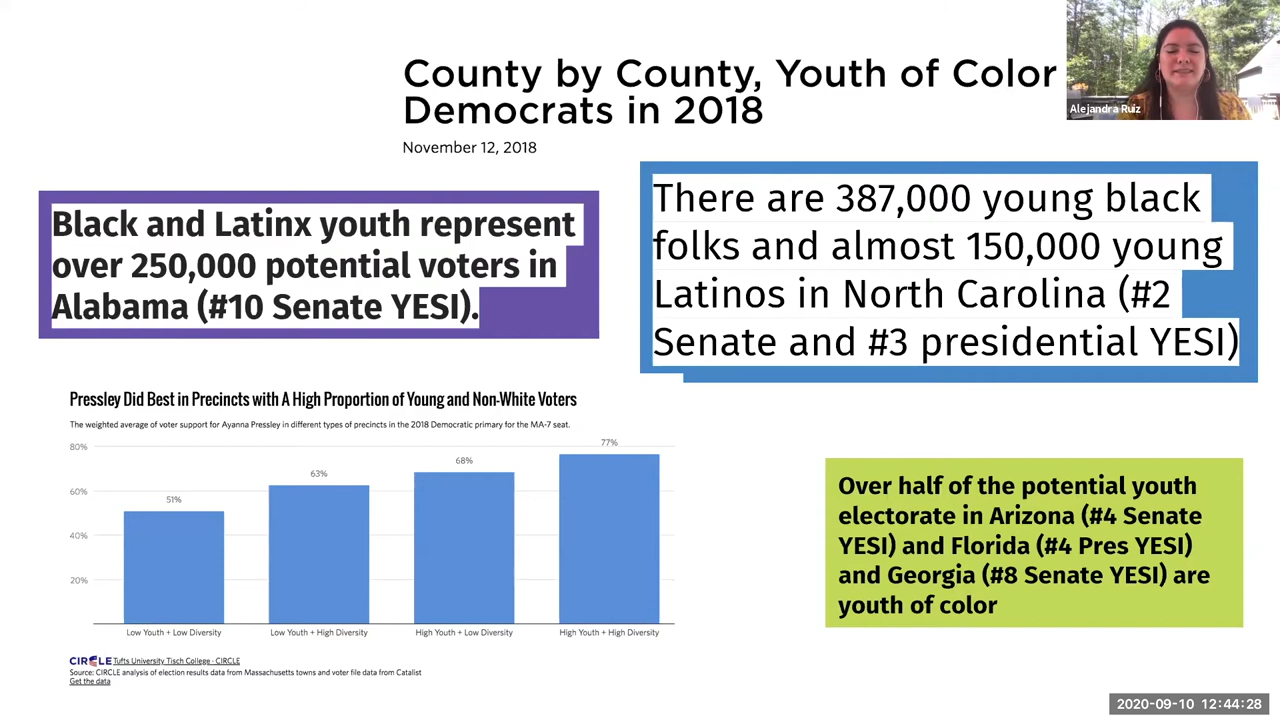 County by County, Youth of Color
Democrats in 2018
November 12, 2018
Alejandra Ruiz
Black and Latinx youth represent
over 250,000 potential voters in
Alabama (#10 Senate YESI).
There are 387,000 young black
folks and almost 150,000 young
Latinos in North Carolina (#2
Senate and #3 presidential YESI)
Pressley Did Best in Precincts with A High Proportion of Young and Non-White Voters
The weighted average of voter support for Ayanna Pressley in different types of precincts in the 2018 Democratic primary for the MA-7 seat.
80%
60%
40%
20%
51%
63%
68%
77%
Low Youth + Low Diversity
Low Youth + High Diversity
High Youth + Low Diversity
High Youth + High Diversity
CIRCLE Tufts University Tisch College · CIRCLE
Source: CIRCLE analysis of election results data from Massachusetts towns and voter file data from Catalist
Get the data
Over half of the potential youth
electorate in Arizona (#4 Senate
YESI) and Florida (#4 Pres YESI)
and Georgia (#8 Senate YESI) are
youth of color
2020-09-10 12:44:28